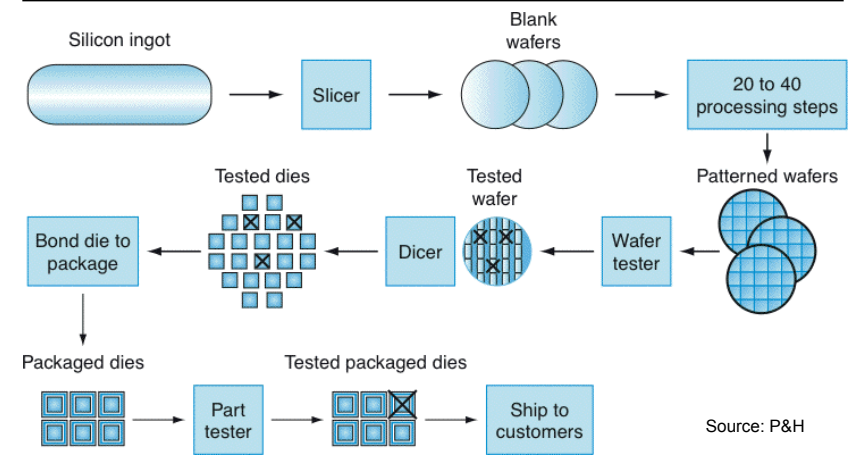 Silicon ingot
Slicer
Blank
wafers
20 to 40
processing steps
Patterned wafers
Wafer
tester
Tested
wafer
Dicer
Tested dies
Bond die to
package
Packaged dies
Part
tester
Tested packaged dies
Ship to
customers
Source: P&H